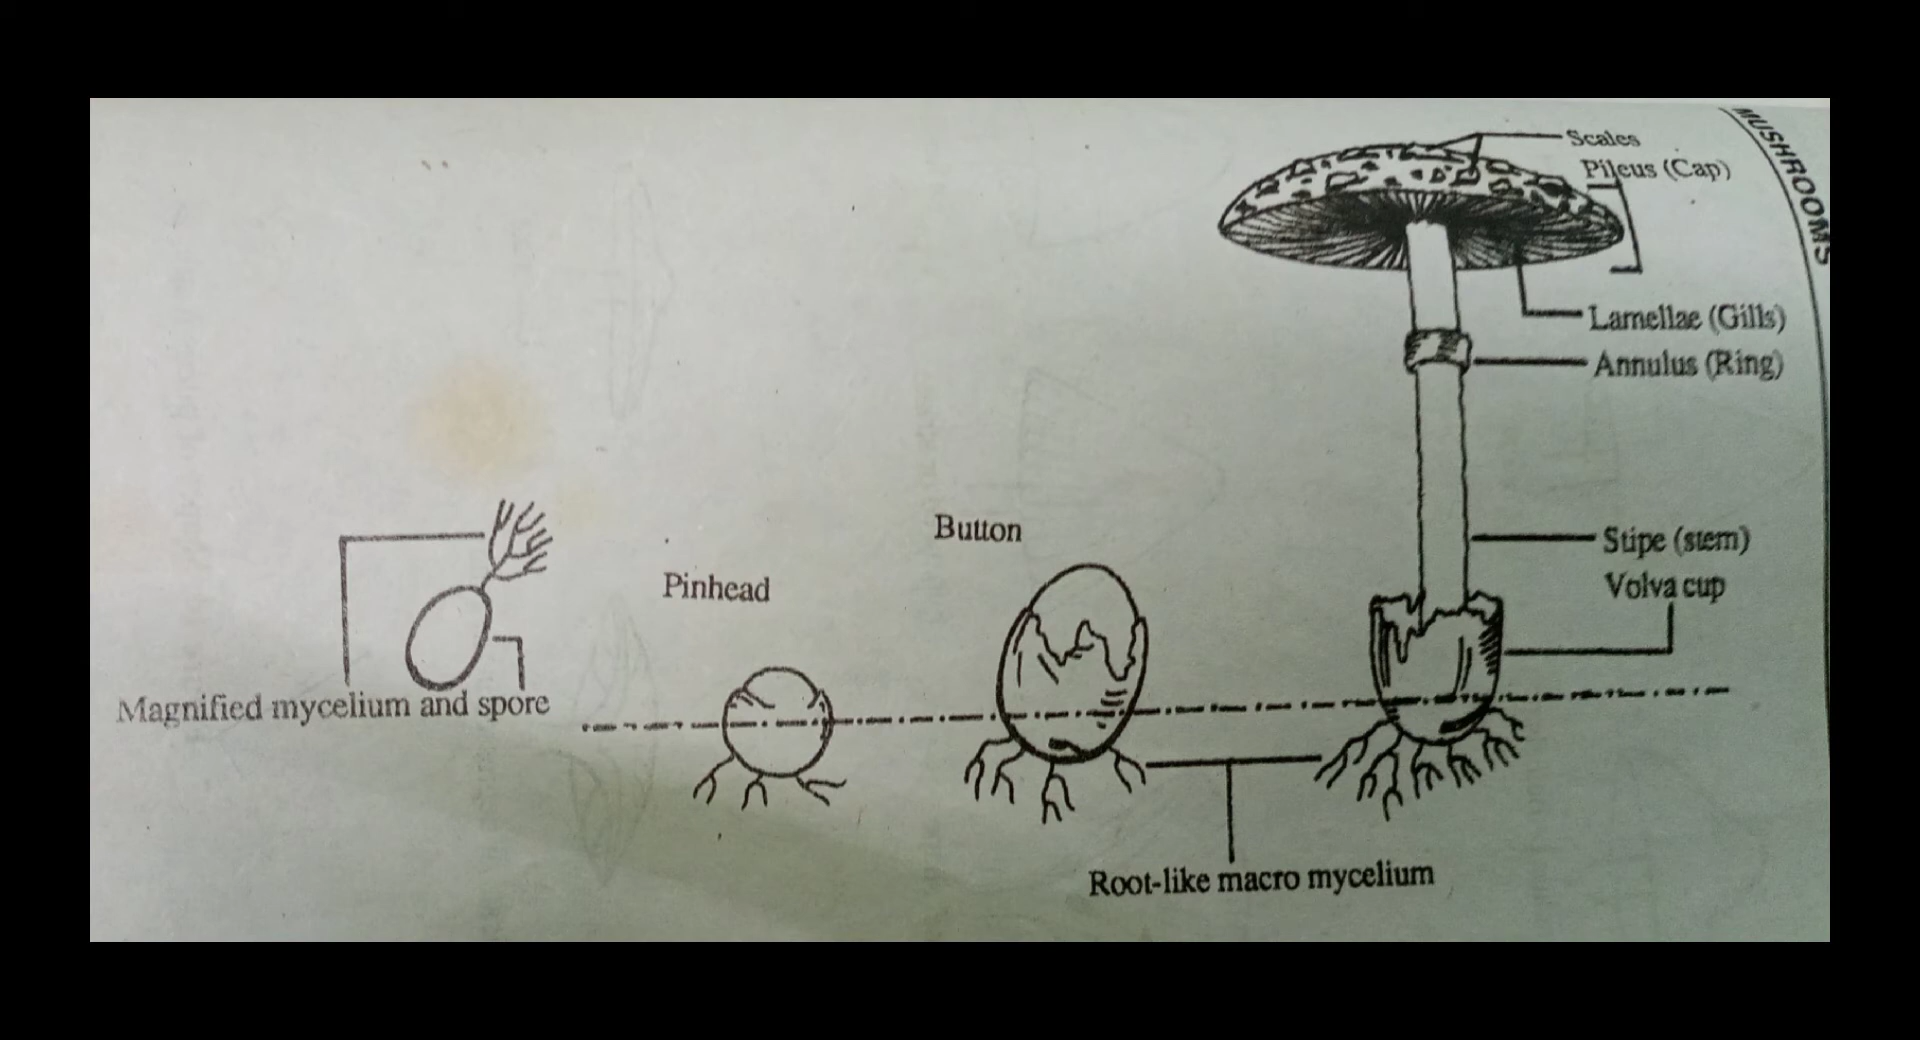 MUSHROOMS
Scales
Pileus (Cap)
Lamellae (Gills)
Annulus (Ring)
Stipe (stem)
Volva cup
Button
Pinhead
Magnified mycelium and spore
Root-like macro mycelium